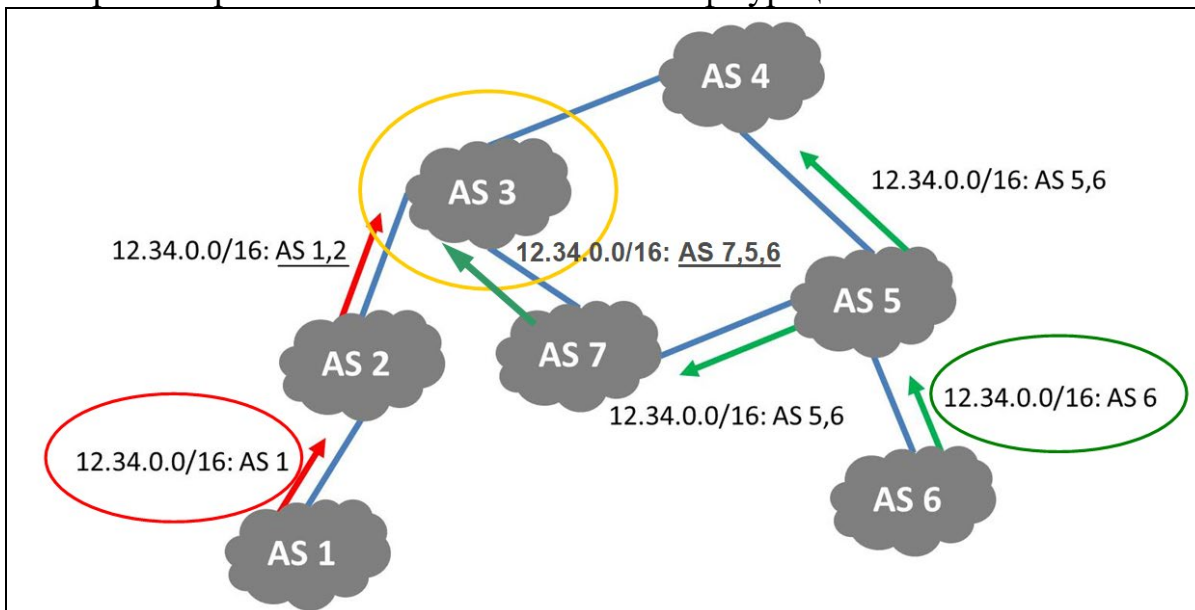 AS 4
AS 3
12.34.0.0/16: AS 5,6
12.34.0.0/16: AS 1,2
12.34.0.0/16: AS 7,5,6
AS 5
AS 2
AS 7
12.34.0.0/16: AS 6
12.34.0.0/16: AS 5,6
12.34.0.0/16: AS 1
AS 6
AS 1